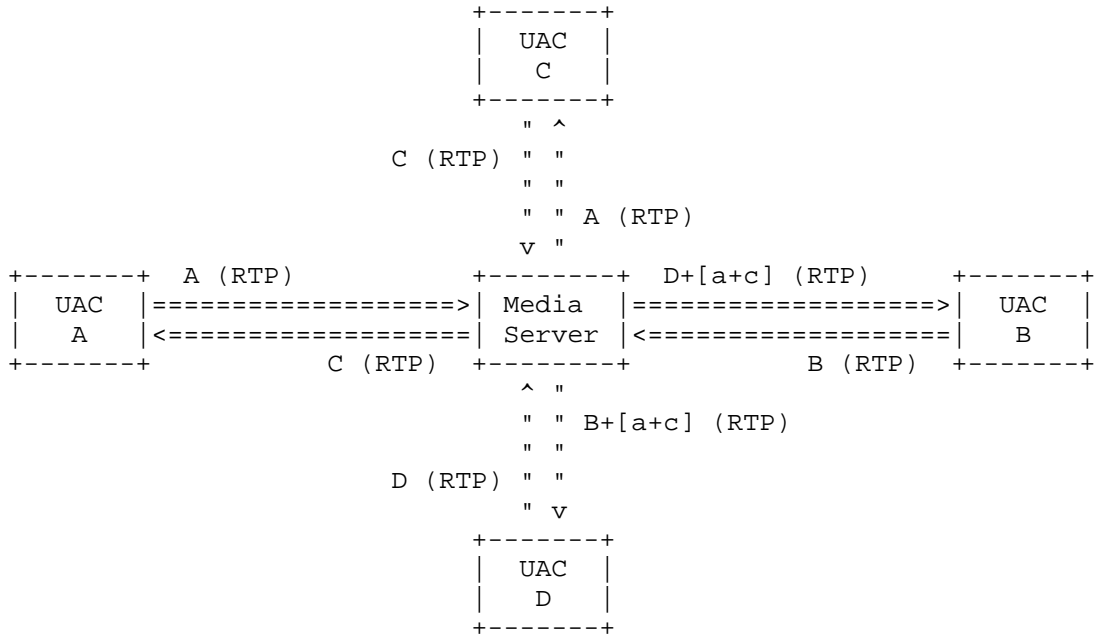 +-------+
|  UAC  |
|   C   |
+-------+
" ^
C (RTP) " "
" "
" " A (RTP)
v "
+-------+  A (RTP)           +--------+  D+[a+c] (RTP)     +-------+
|  UAC  |===================>| Media  |===================>|  UAC  |
|   A   |<===================| Server |<===================|   B   |
+-------+           C (RTP)  +--------+           B (RTP)  +-------+
^ "
" " B+[a+c] (RTP)
" "
D (RTP) " "
" v
+-------+
|  UAC  |
|   D   |
+-------+